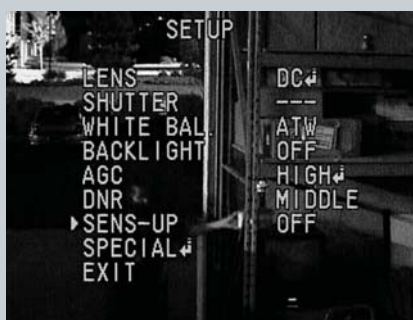 SETUP
LENS DC↲
SHUTTER ---
WHITE BAL. ATW
BACKLIGHT OFF
AGC HIGH↲
DNR MIDDLE
▶SENS-UP OFF
SPECIAL↲
EXIT